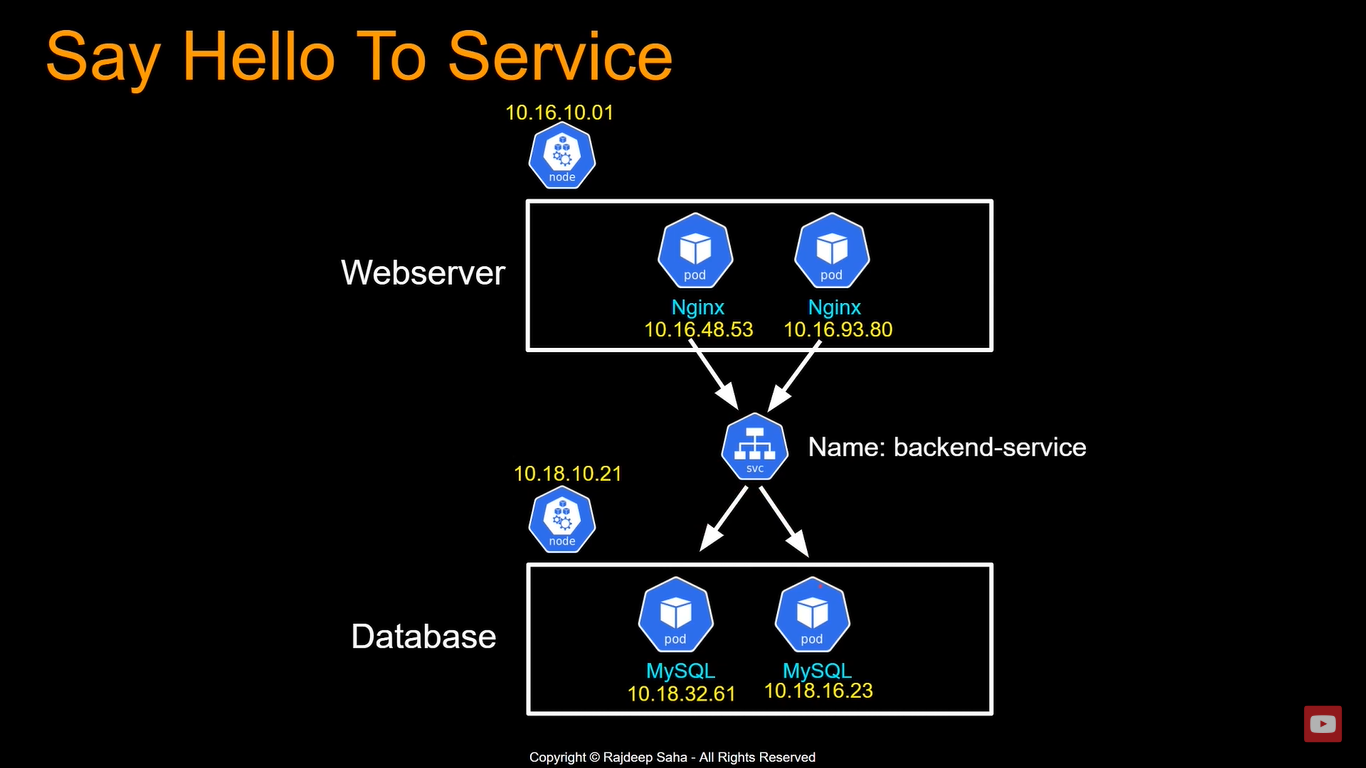 Say Hello To Service
10.16.10.01
node
Webserver
pod
pod
Nginx
Nginx
10.16.48.53
10.16.93.80
svc
Name: backend-service
10.18.10.21
node
Database
pod
pod
MySQL
MySQL
10.18.32.61
10.18.16.23
Copyright © Rajdeep Saha - All Rights Reserved